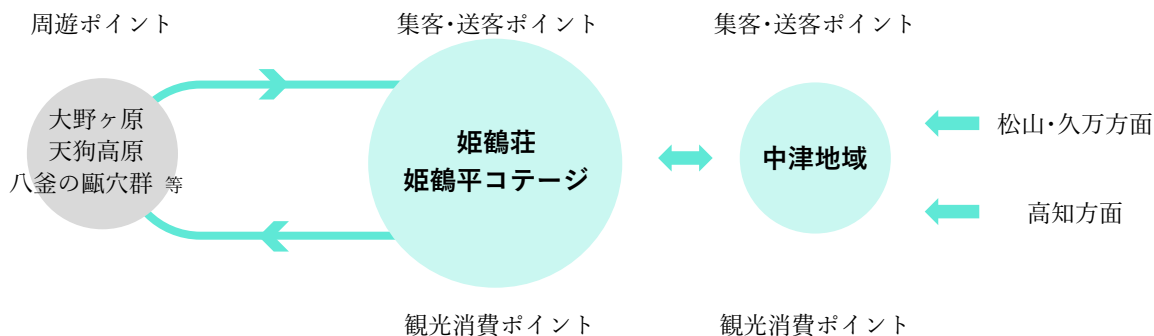 周遊ポイント
集客・送客ポイント
集客・送客ポイント
大野ヶ原
天狗高原
八釜の甌穴群 等
姫鶴荘
姫鶴平コテージ
中津地域
松山・久万方面
高知方面
観光消費ポイント
観光消費ポイント